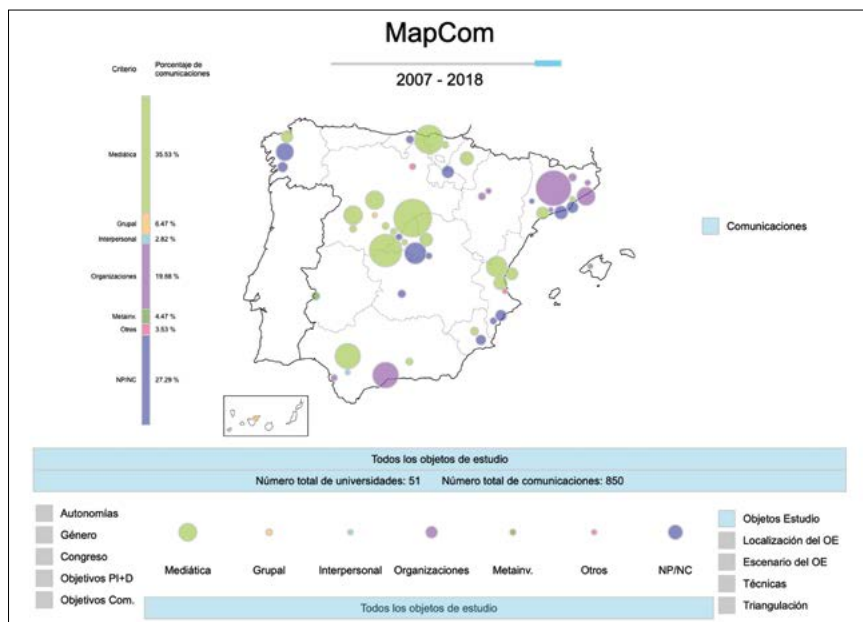 MapCom
2007 - 2018
Criterio
Porcentaje de
comunicaciones
Mediática 35.53 %
Grupal 6.47 %
Interpersonal 2.82 %
Organizaciones 19.88 %
Metainv. 4.47 %
Otros 3.53 %
NP/NC 27.29 %
Comunicaciones
Todos los objetos de estudio
Número total de universidades: 51 Número total de comunicaciones: 850
Autonomías
Género
Congreso
Objetivos PI+D
Objetivos Com.
Mediática Grupal Interpersonal Organizaciones Metainv. Otros NP/NC
Todos los objetos de estudio
Objetos Estudio
Localización del OE
Escenario del OE
Técnicas
Triangulación